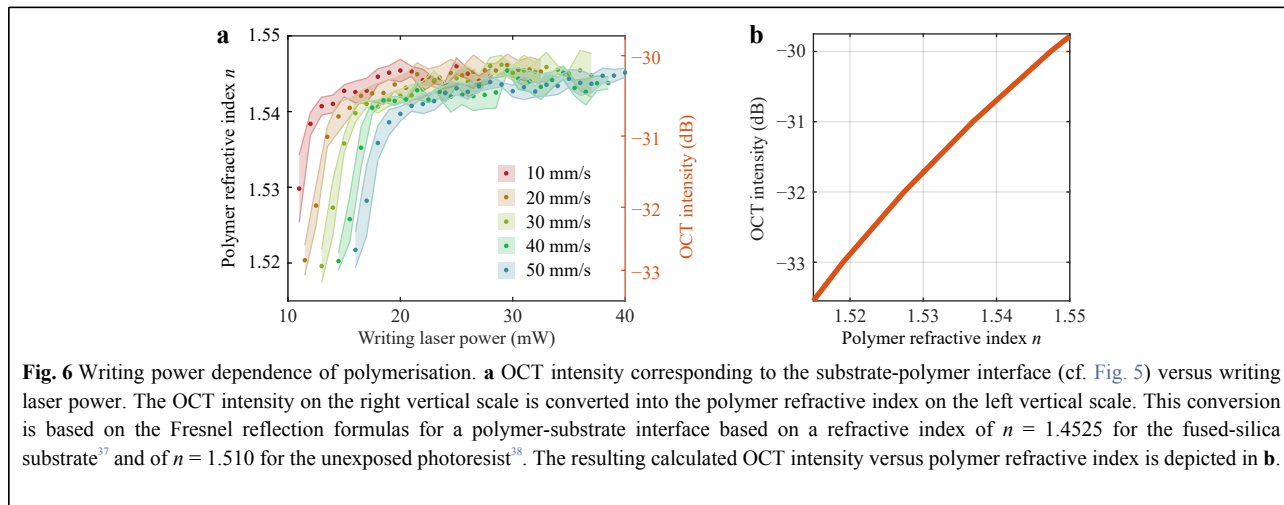 a
1.55
1.54
1.53
1.52
Polymer refractive index n
10
20
30
40
Writing laser power (mW)
−30
−31
−32
−33
OCT intensity (dB)
10 mm/s
20 mm/s
30 mm/s
40 mm/s
50 mm/s
b
−30
−31
−32
−33
OCT intensity (dB)
1.52
1.53
1.54
1.55
Polymer refractive index n
Fig. 6 Writing power dependence of polymerisation. a OCT intensity corresponding to the substrate-polymer interface (cf. Fig. 5) versus writing
laser power. The OCT intensity on the right vertical scale is converted into the polymer refractive index on the left vertical scale. This conversion
is based on the Fresnel reflection formulas for a polymer-substrate interface based on a refractive index of n = 1.4525 for the fused-silica
substrate37 and of n = 1.510 for the unexposed photoresist38. The resulting calculated OCT intensity versus polymer refractive index is depicted in b.